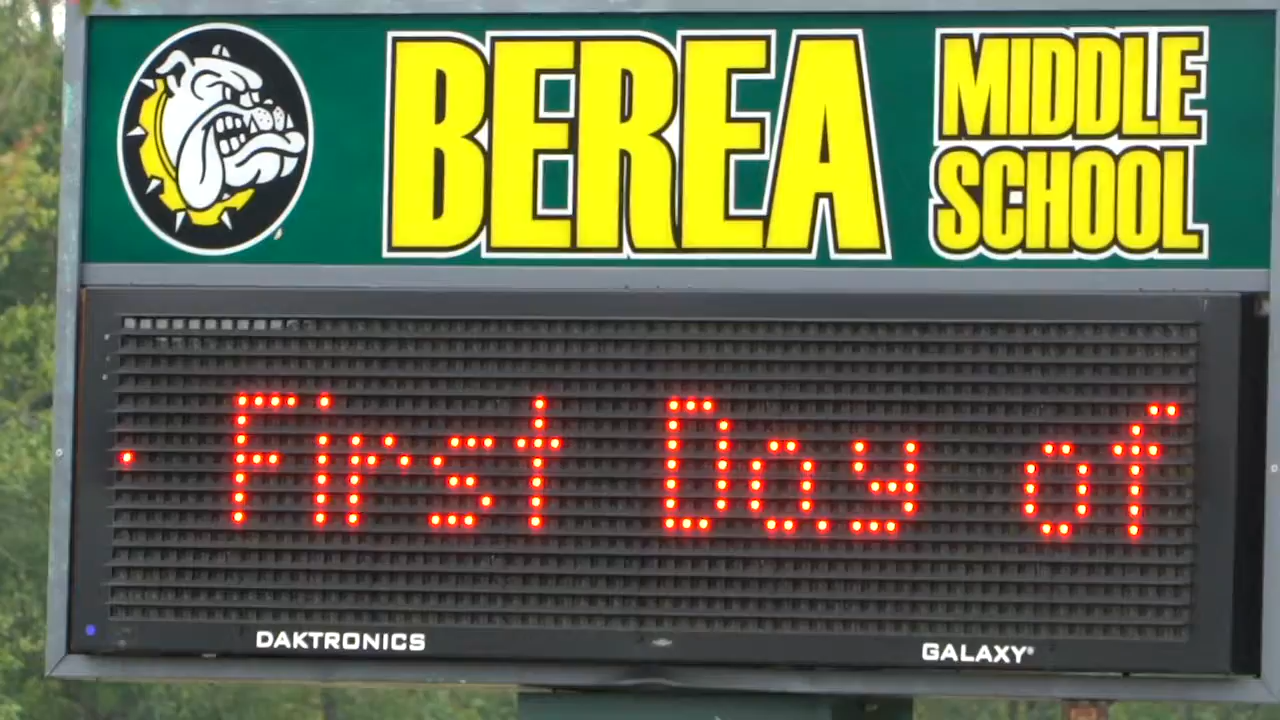 BEREA
MIDDLE
SCHOOL
First Day of
DAKTRONICS
GALAXY®